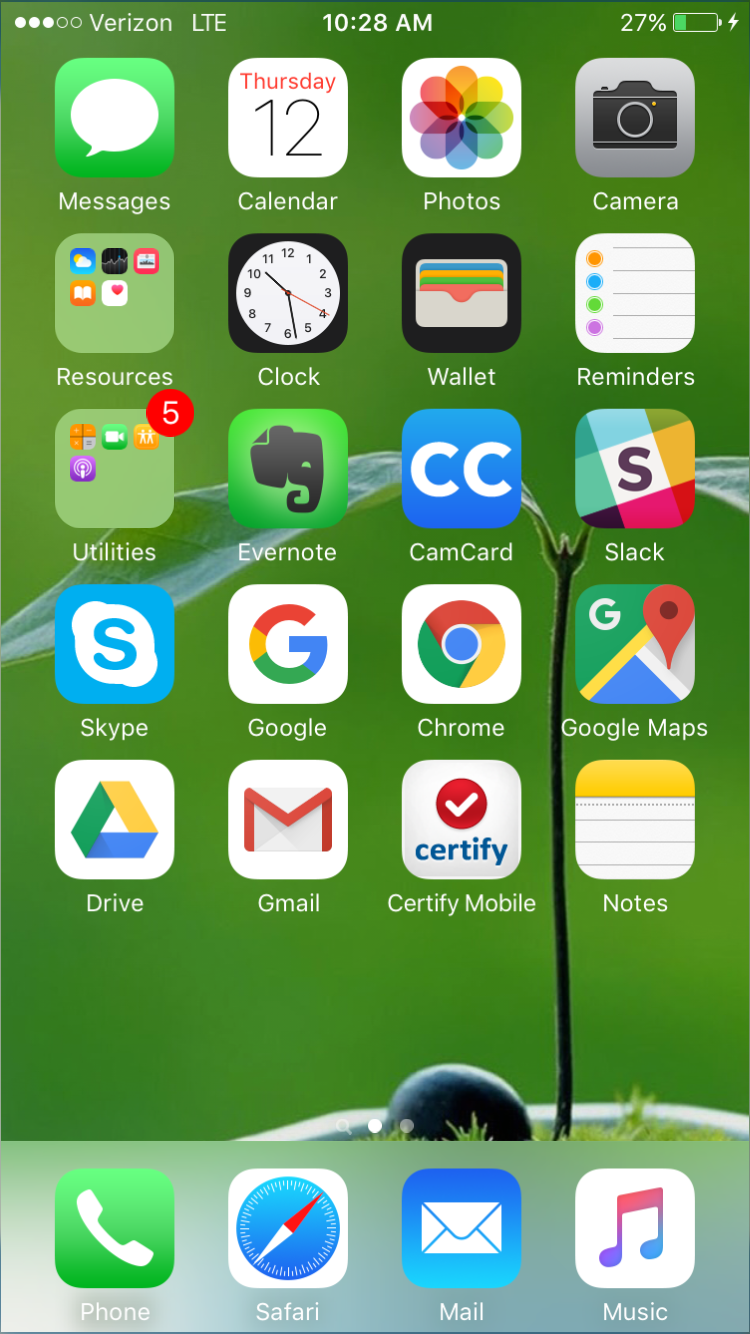 Verizon LTE 10:28 AM 27%
Thursday
12
Messages Calendar Photos Camera
12
11 1
10 2
9 3
8 4
7 5
6
Resources Clock Wallet Reminders
5
CC S
Utilities Evernote CamCard Slack
S G G
Skype Google Chrome Google Maps
certify
Drive Gmail Certify Mobile Notes
Phone Safari Mail Music